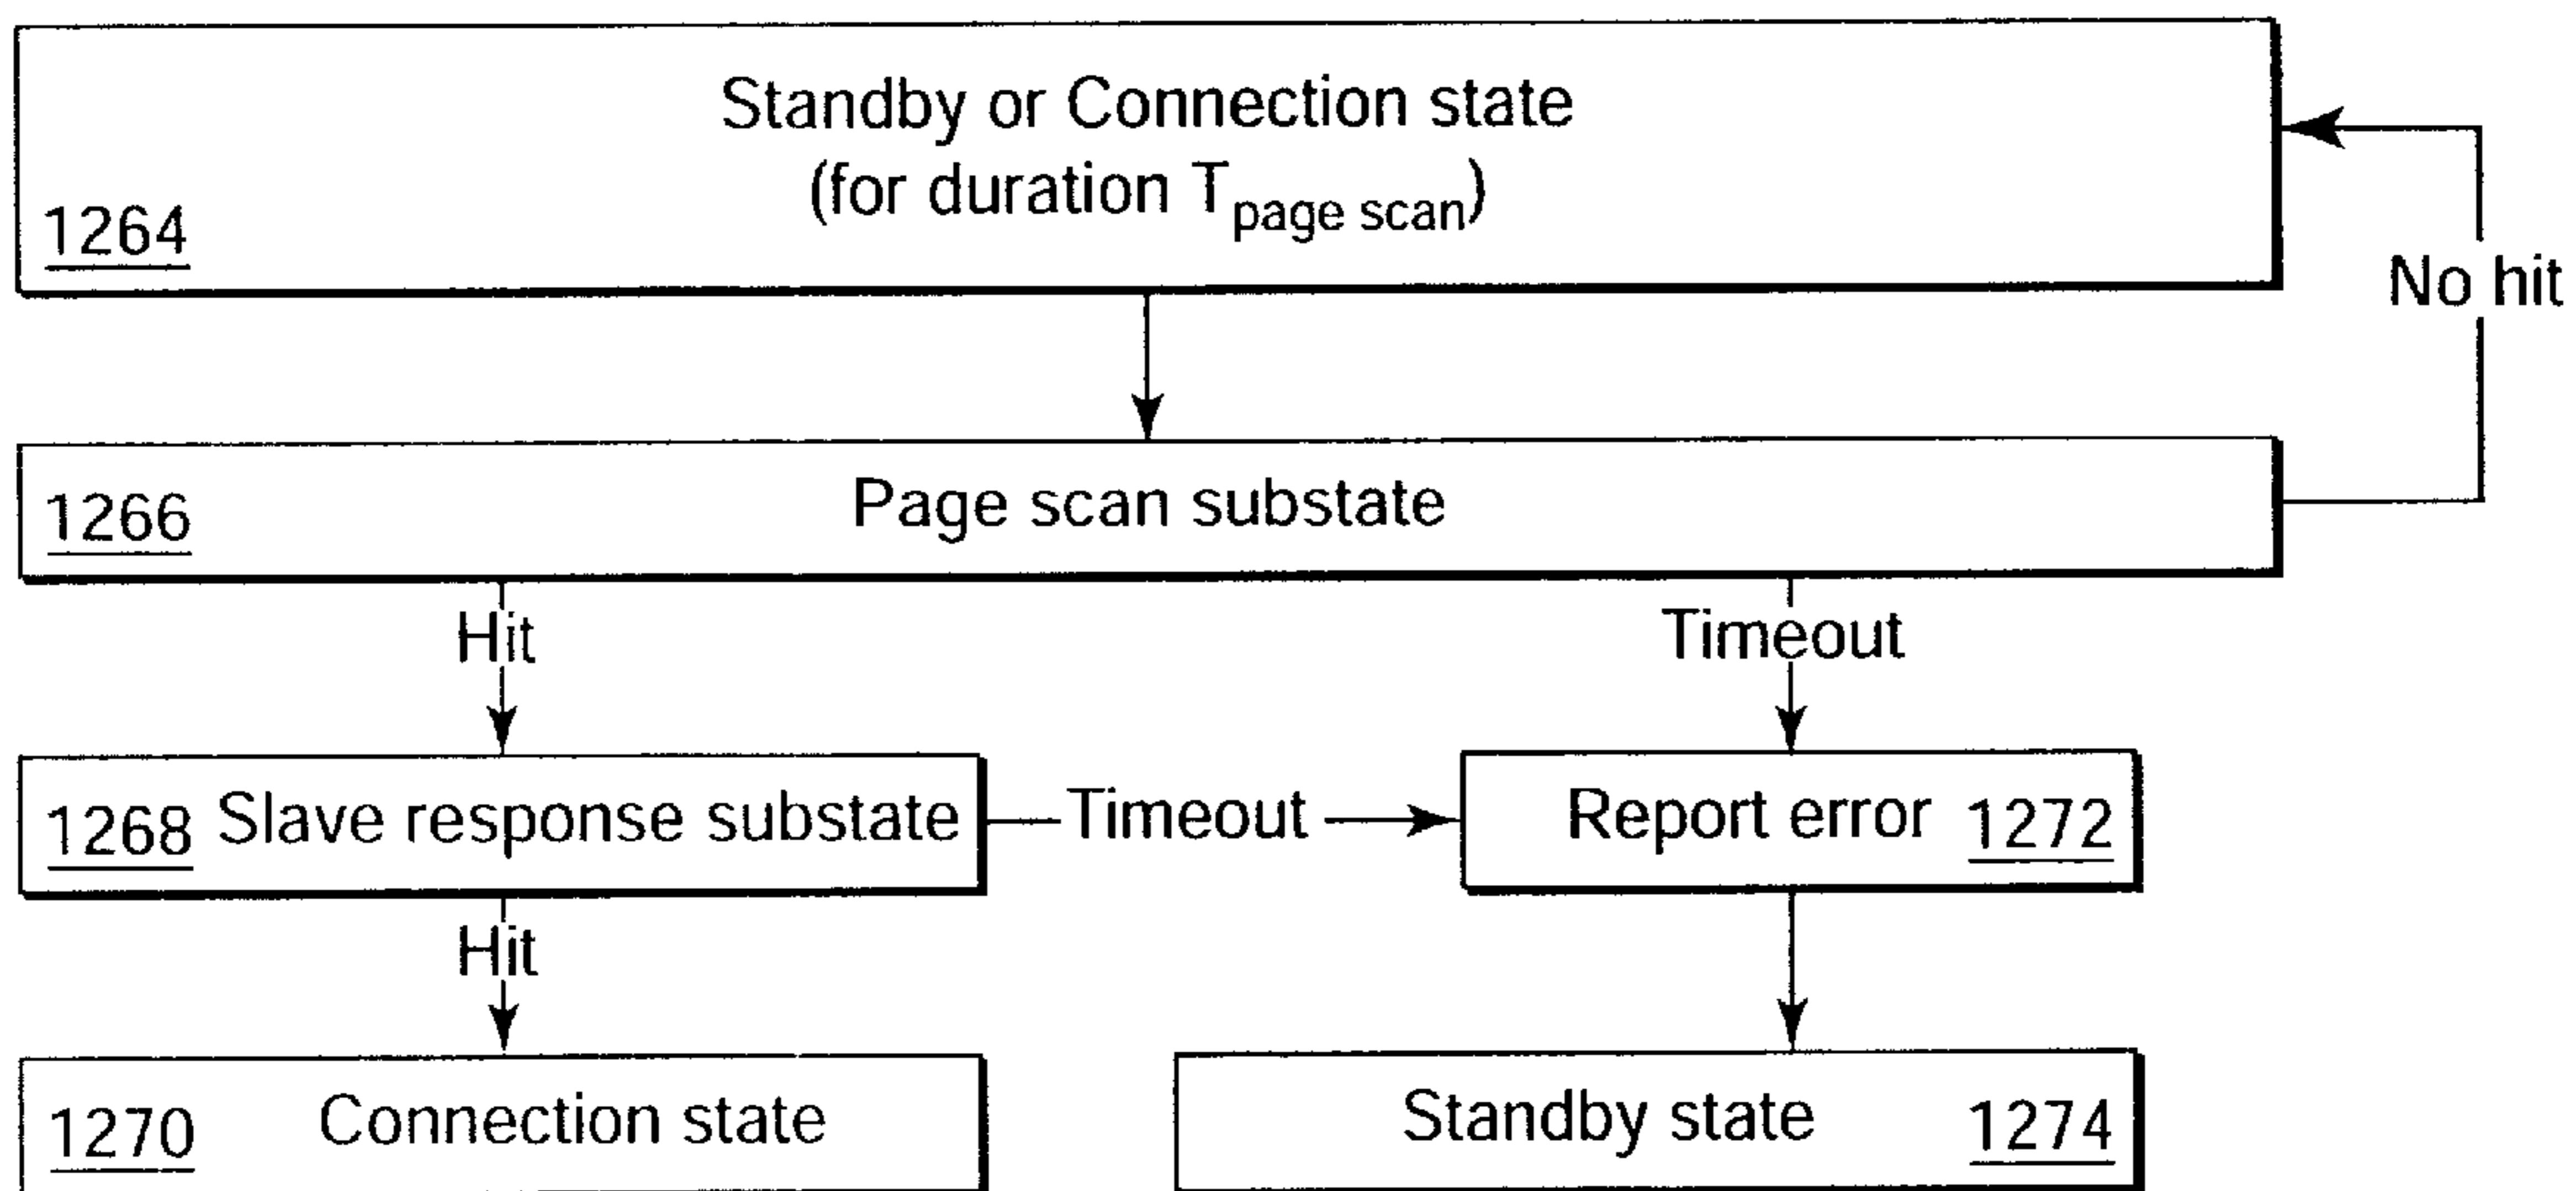 Standby or Connection state
(for duration Tpage scan)
1264
No hit
1266 Page scan substate
Hit
Timeout
1268 Slave response substate
Timeout
Report error 1272
Hit
1270 Connection state
Standby state 1274